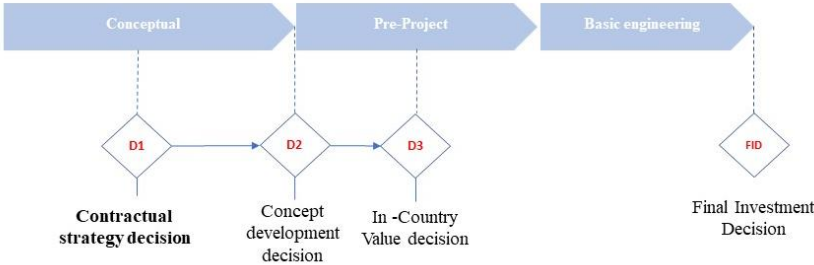 Conceptual
Pre-Project
Basic engineering
D1
D2
D3
FID
Contractual
strategy decision
Concept
development
decision
In -Country
Value decision
Final Investment
Decision